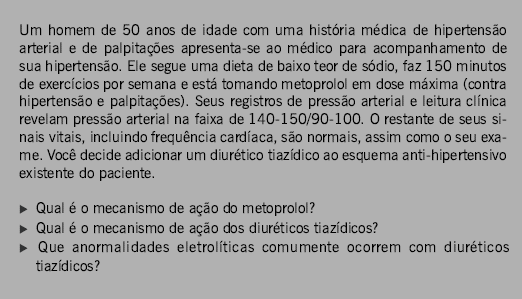 Um homem de 50 anos de idade com uma história médica de hipertensão
arterial e de palpitações apresenta-se ao médico para acompanhamento de
sua hipertensão. Ele segue uma dieta de baixo teor de sódio, faz 150 minutos
de exercícios por semana e está tomando metoprolol em dose máxima (contra
hipertensão e palpitações). Seus registros de pressão arterial e leitura clínica
revelam pressão arterial na faixa de 140-150/90-100. O restante de seus si-
nais vitais, incluindo frequência cardíaca, são normais, assim como o seu exa-
me. Você decide adicionar um diurético tiazídico ao esquema anti-hipertensivo
existente do paciente.
▶ Qual é o mecanismo de ação do metoprolol?
▶ Qual é o mecanismo de ação dos diuréticos tiazídicos?
▶ Que anormalidades eletrolíticas comumente ocorrem com diuréticos
tiazídicos?